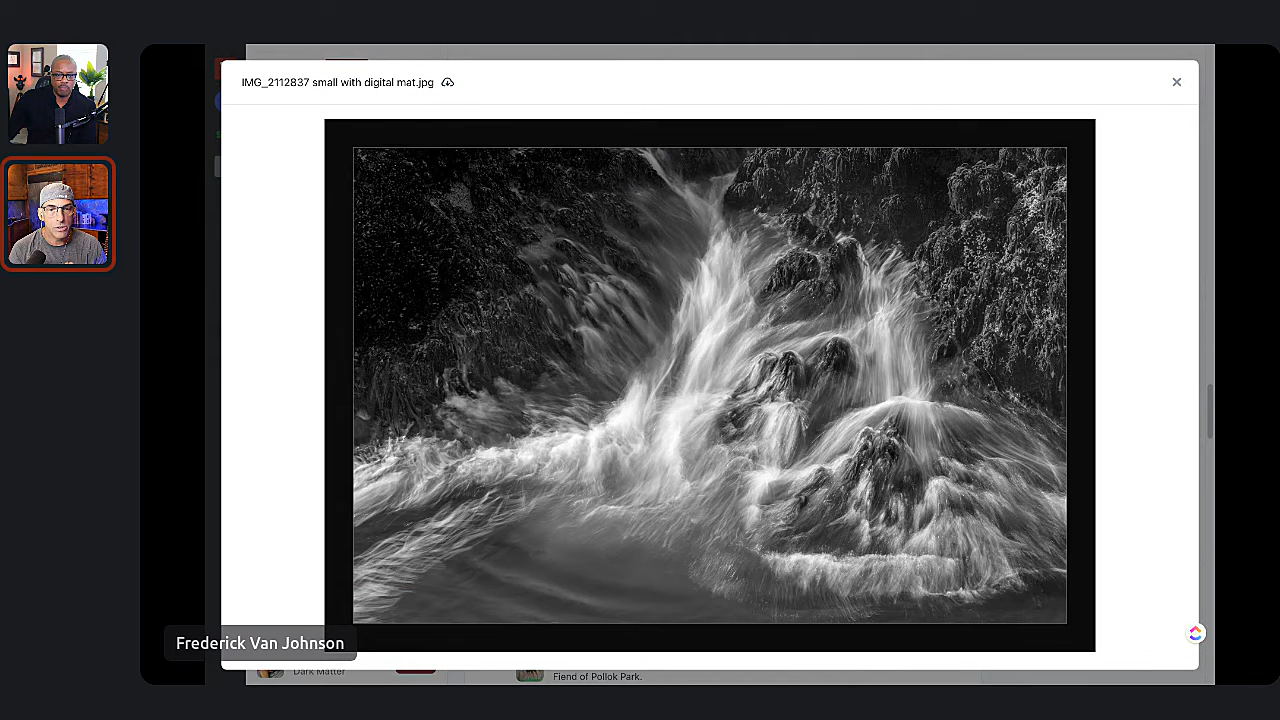 IMG_2112837 small with digital mat.jpg
Frederick Van Johnson
Dark Matter
Fiend of Pollok Park.